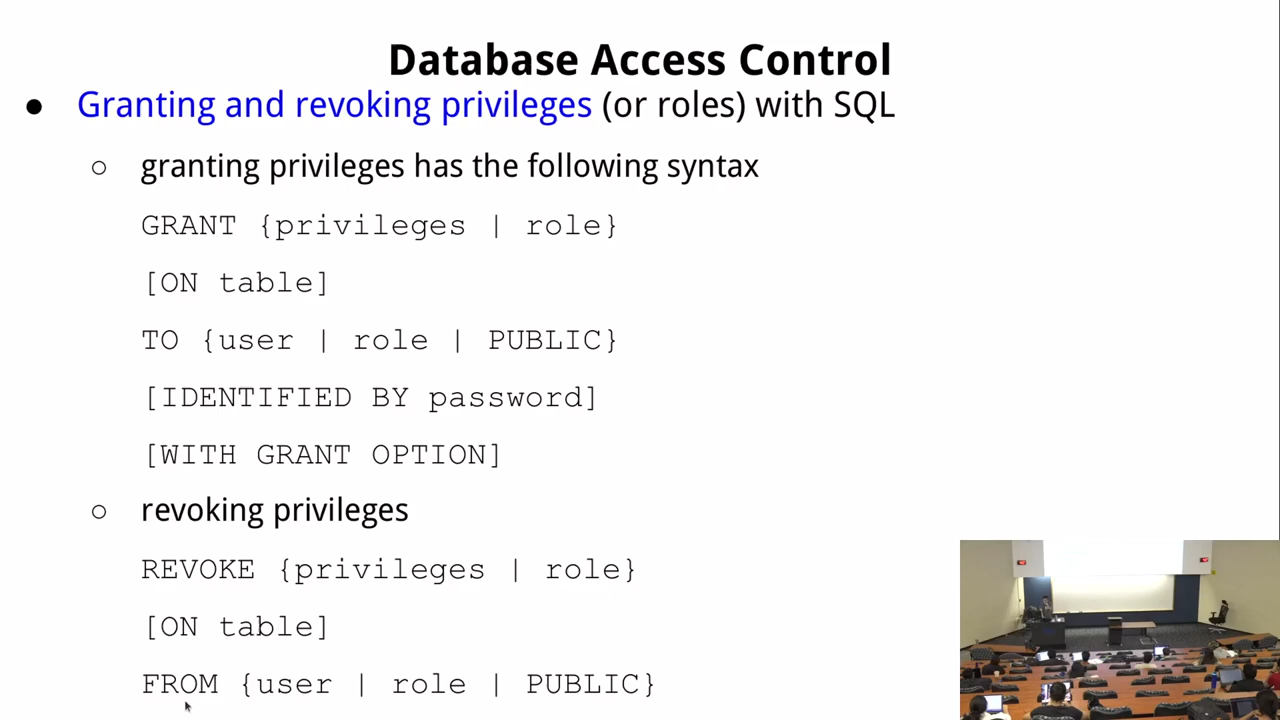 Database Access Control
● Granting and revoking privileges (or roles) with SQL
○ granting privileges has the following syntax
GRANT {privileges | role}
[ON table]
TO {user | role | PUBLIC}
[IDENTIFIED BY password]
[WITH GRANT OPTION]
○ revoking privileges
REVOKE {privileges | role}
[ON table]
FROM {user | role | PUBLIC}